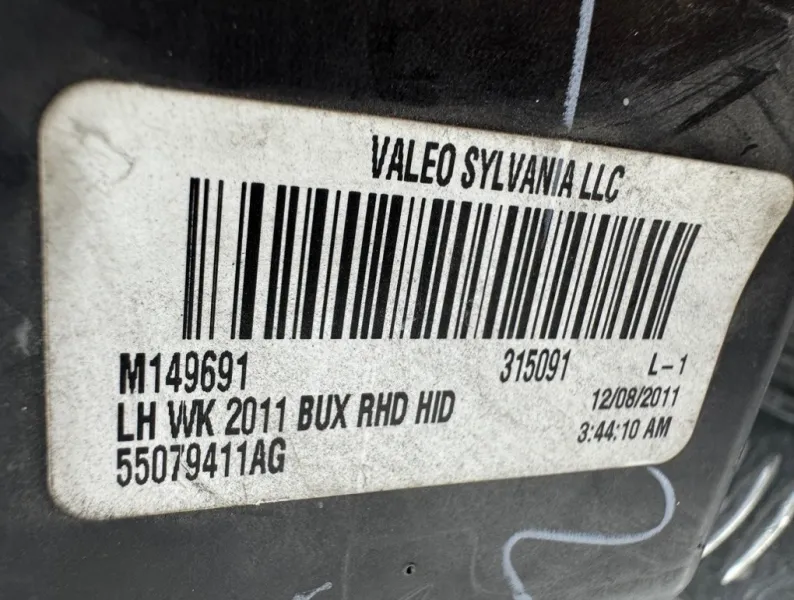 VALEO SYLVANIA LLC
M149691 315091 L-1
LH WK 2011 BUX RHD HID 12/08/2011
55079411AG 3:44:10 AM